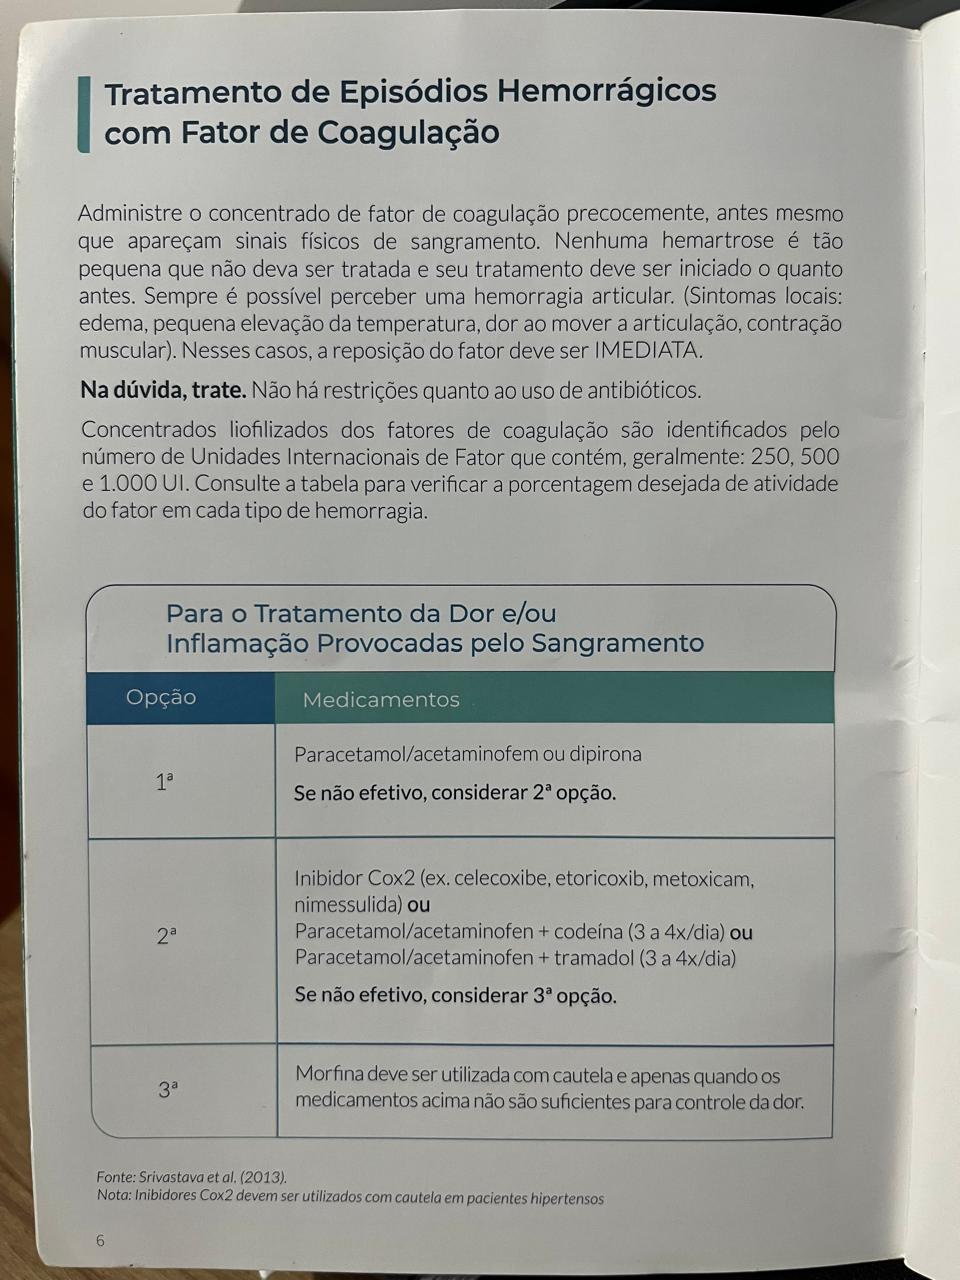 Tratamento de Episódios Hemorrágicos
com Fator de Coagulação
Administre o concentrado de fator de coagulação precocemente, antes mesmo
que apareçam sinais físicos de sangramento. Nenhuma hemartrose é tão
pequena que não deva ser tratada e seu tratamento deve ser iniciado o quanto
antes. Sempre é possível perceber uma hemorragia articular. (Sintomas locais:
edema, pequena elevação da temperatura, dor ao mover a articulação, contração
muscular). Nesses casos, a reposição do fator deve ser IMEDIATA.
Na dúvida, trate. Não há restrições quanto ao uso de antibióticos.
Concentrados liofilizados dos fatores de coagulação são identificados pelo
número de Unidades Internacionais de Fator que contém, geralmente: 250, 500
e 1.000 UI. Consulte a tabela para verificar a porcentagem desejada de atividade
do fator em cada tipo de hemorragia.
Para o Tratamento da Dor e/ou
Inflamação Provocadas pelo Sangramento
Opção
Medicamentos
1ª
Paracetamol/acetaminofem ou dipirona
Se não efetivo, considerar 2ª opção.
2ª
Inibidor Cox2 (ex. celecoxibe, etoricoxib, metoxicam,
nimessulida) ou
Paracetamol/acetaminofen + codeína (3 a 4x/dia) ou
Paracetamol/acetaminofen + tramadol (3 a 4x/dia)
Se não efetivo, considerar 3ª opção.
3ª
Morfina deve ser utilizada com cautela e apenas quando os
medicamentos acima não são suficientes para controle da dor.
Fonte: Srivastava et al. (2013).
Nota: Inibidores Cox2 devem ser utilizados com cautela em pacientes hipertensos
6